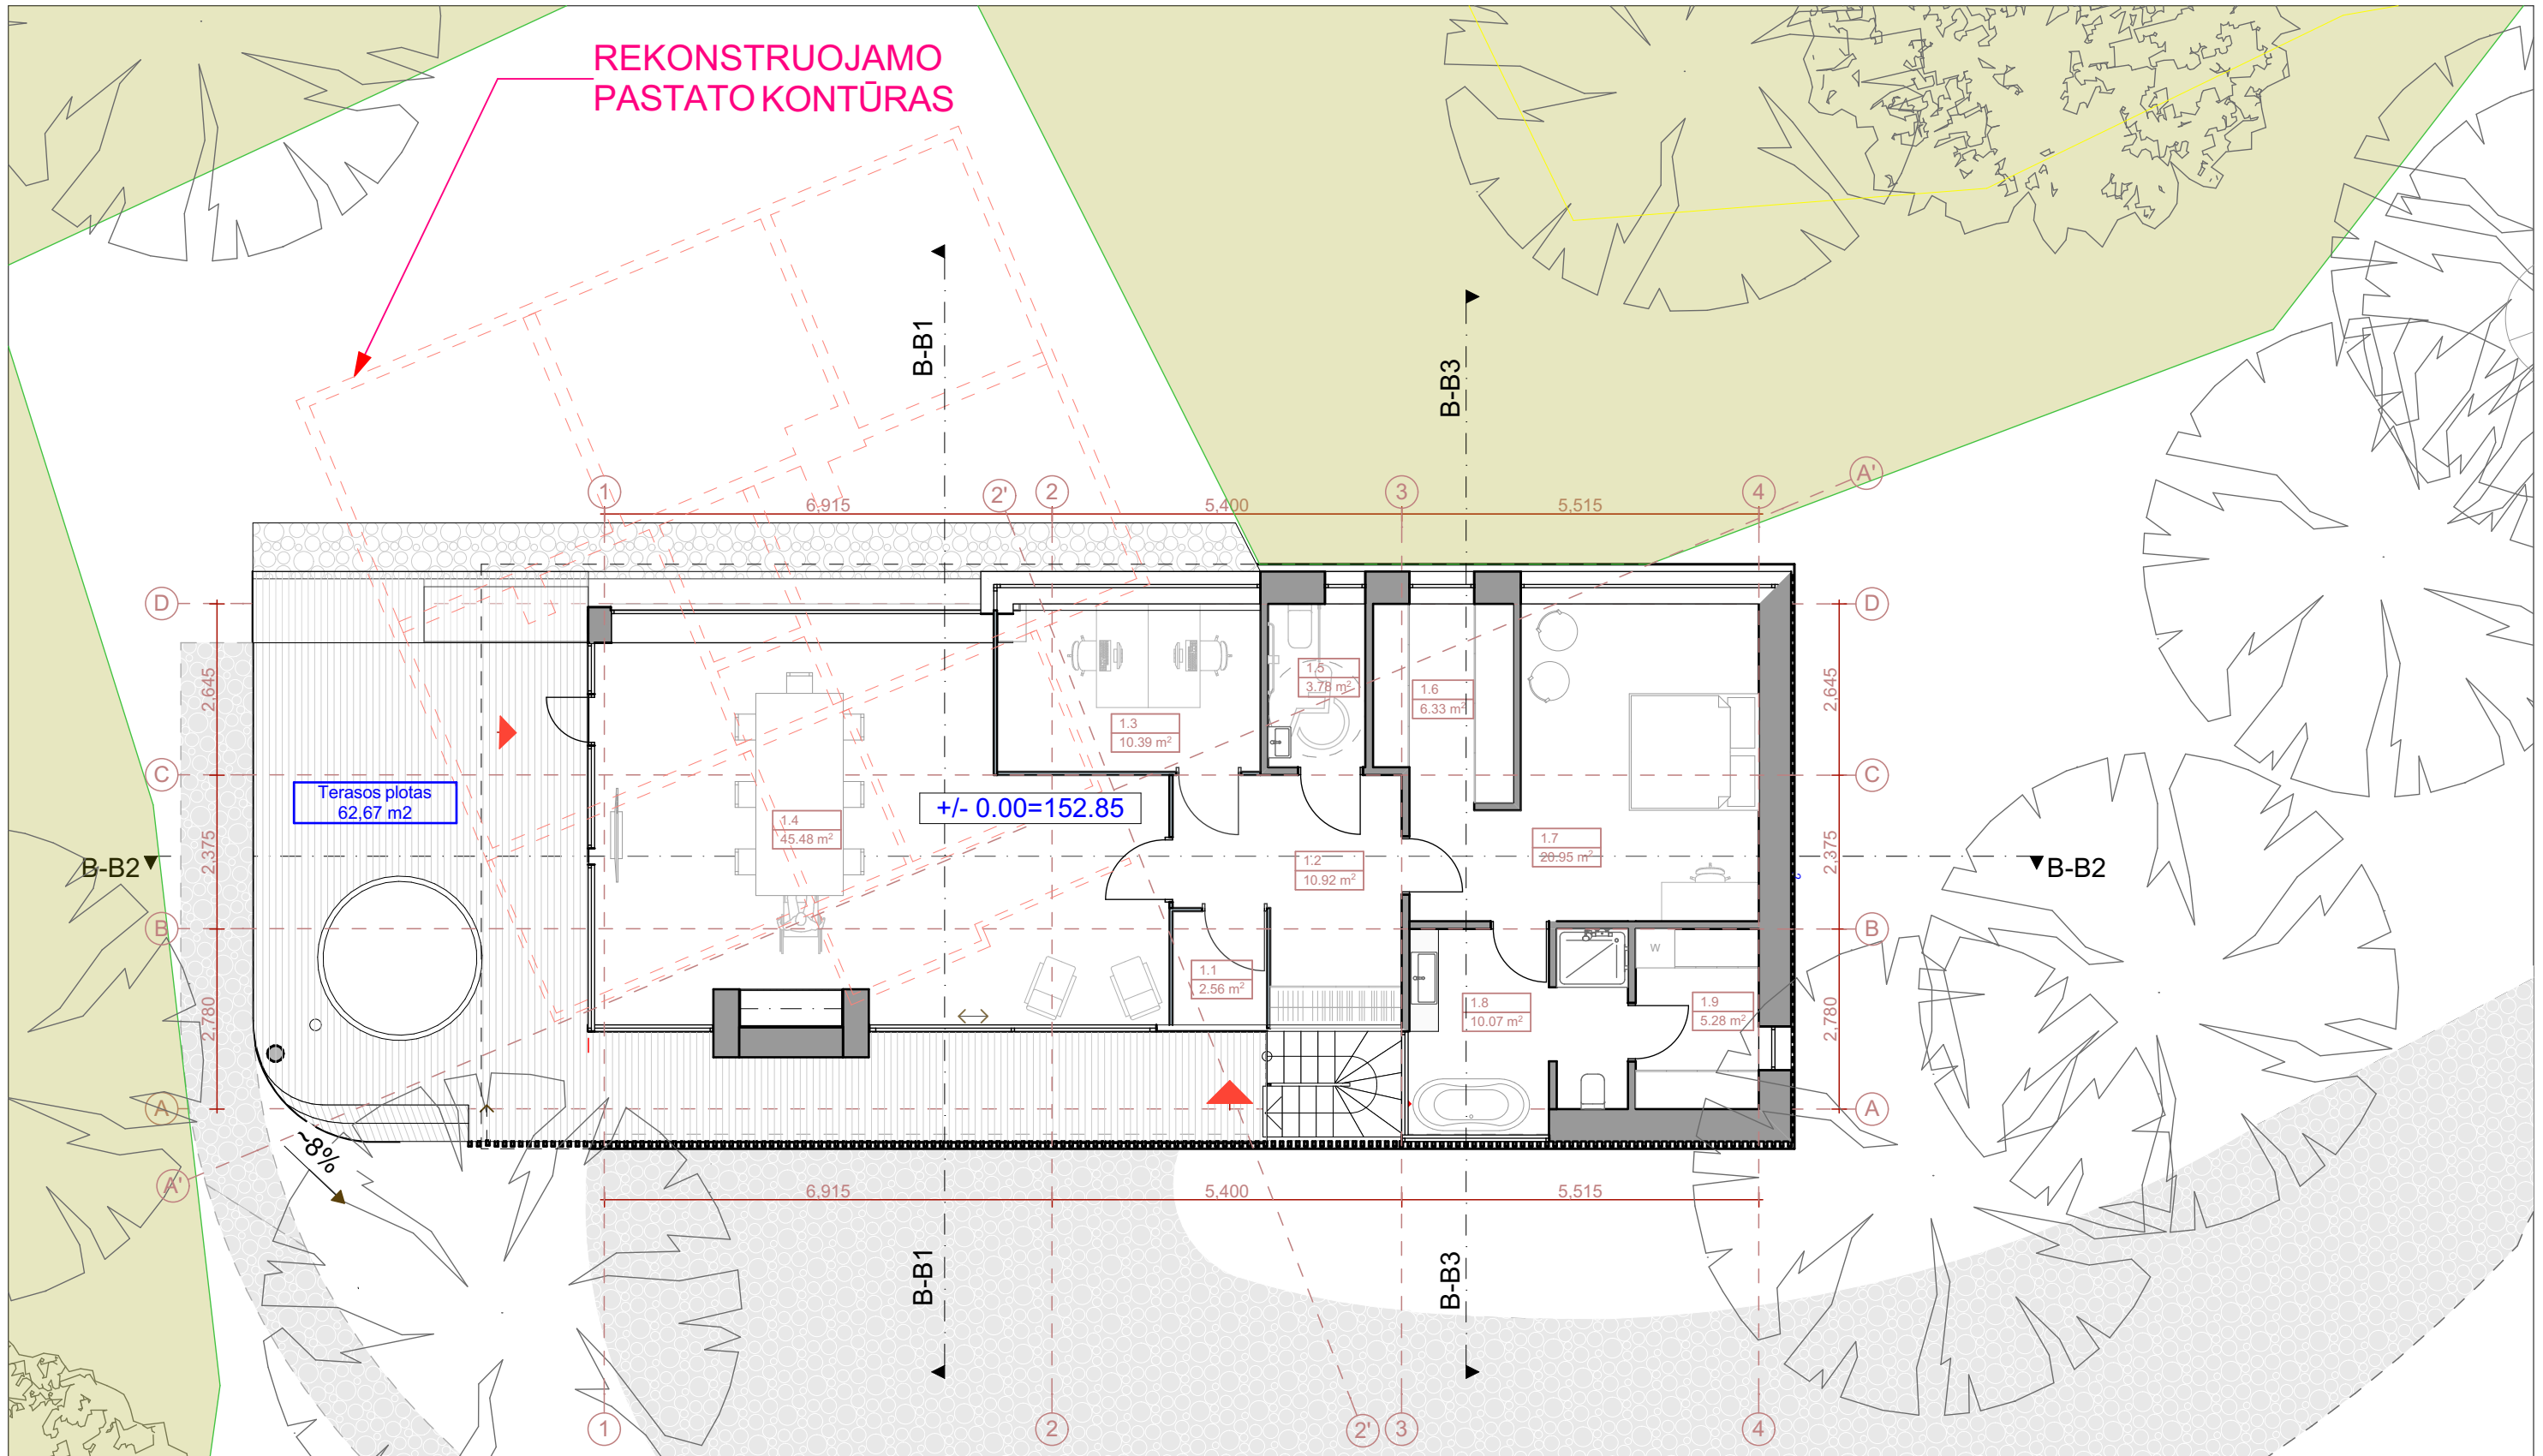 REKONSTRUOJAMO
PASTATO KONTŪRAS
B-B1
B-B3
1
2'
2
3
4
A'
6,915
5,400
5,515
D
D
2,645
2,645
1.5
3.78 m²
1.6
6.33 m²
1.3
10.39 m²
C
C
Terasos plotas
62,67 m2
+/- 0.00=152.85
1.4
45.48 m²
1.7
20.95 m²
2,375
2,375
B-B2
B-B2
1.2
10.92 m²
B
B
W
1.1
2.56 m²
1.8
10.07 m²
1.9
5.28 m²
2,780
2,780
A
A
~8%
A'
6,915
5,400
5,515
B-B1
B-B3
1
2
2'
3
4